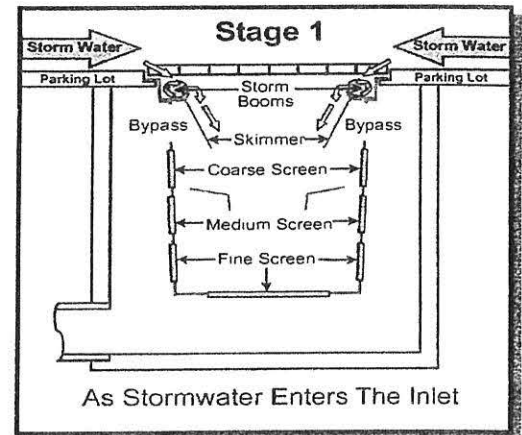 Stage 1
Storm Water
Storm Water
Parking Lot
Parking Lot
Storm
Booms
Bypass
Bypass
Skimmer
Coarse Screen
Medium Screen
Fine Screen
As Stormwater Enters The Inlet